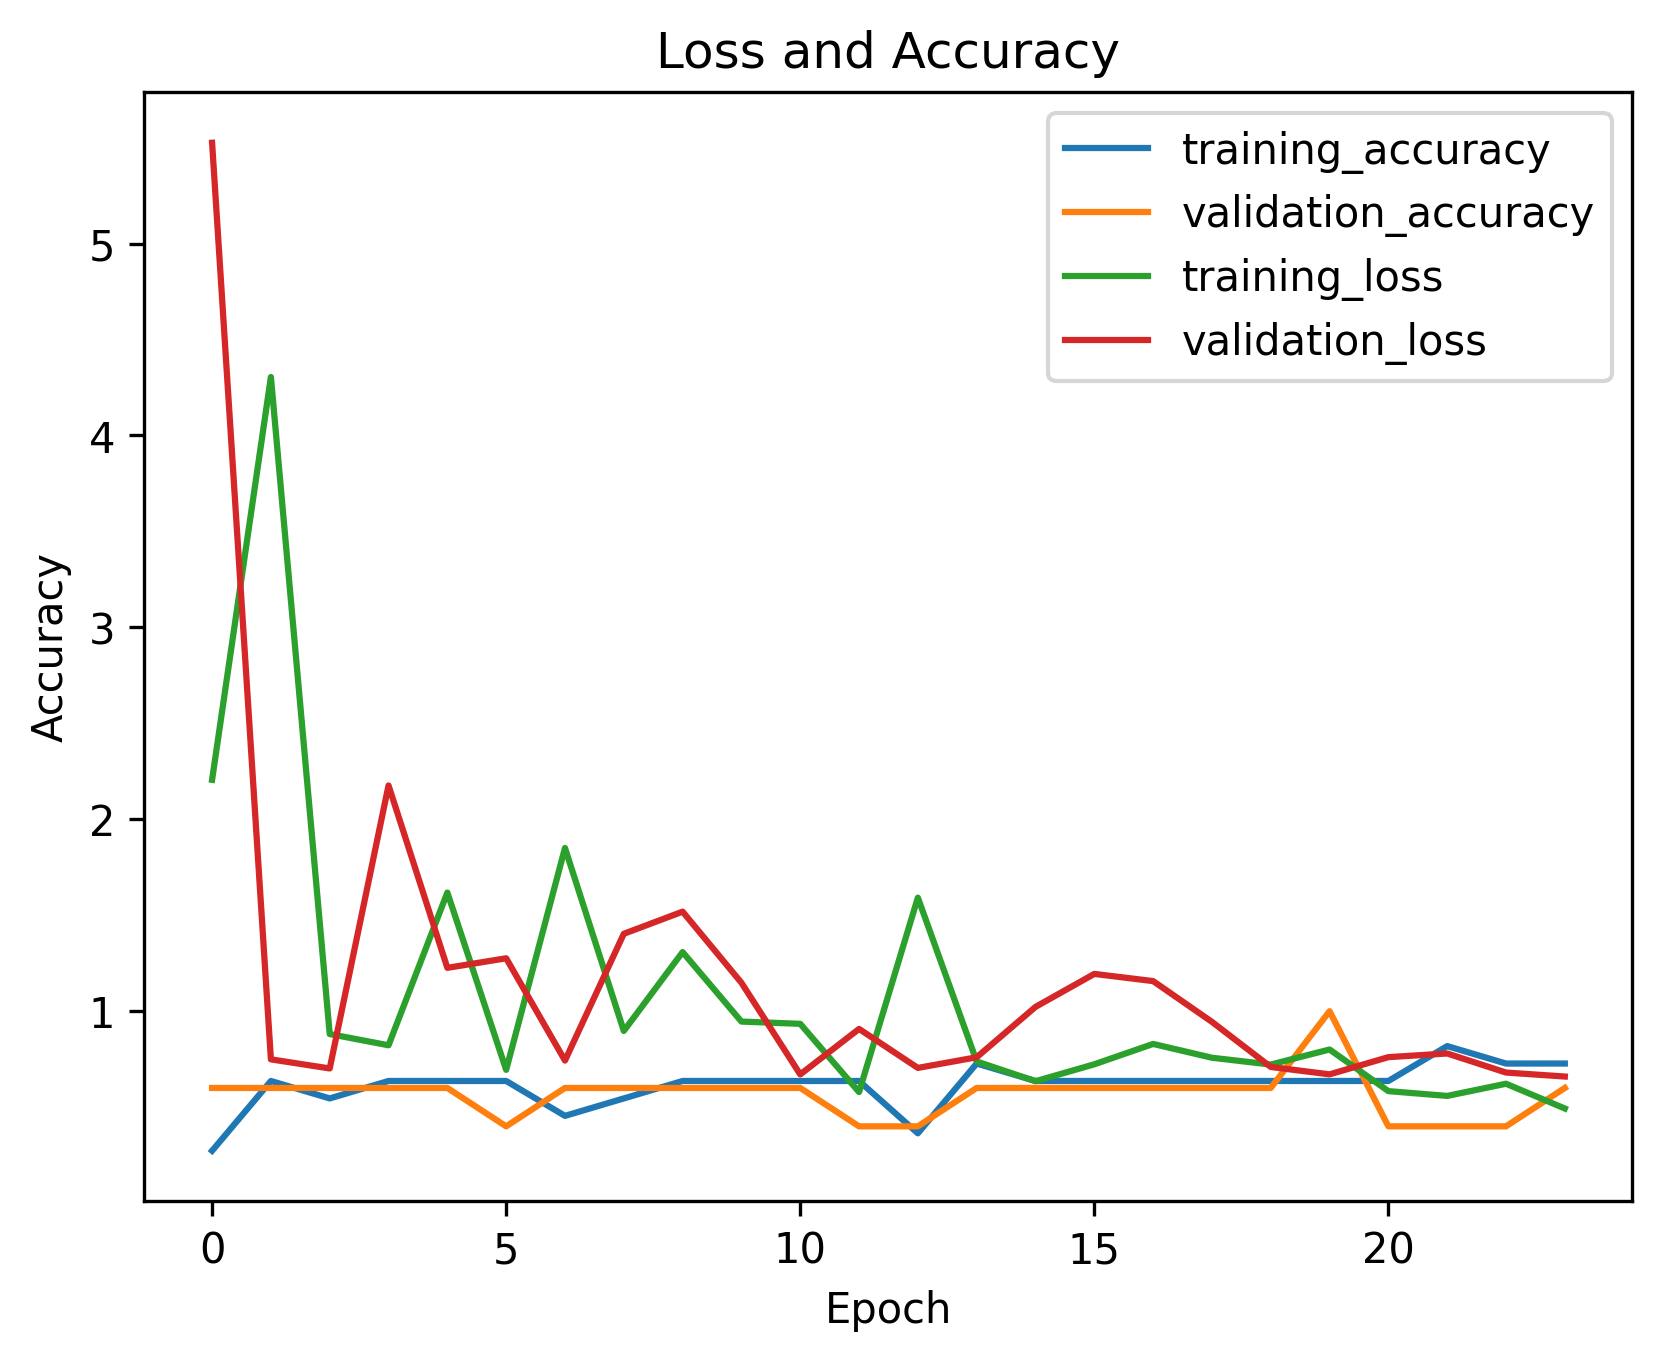 Loss and Accuracy
training_accuracy
validation_accuracy
training_loss
validation_loss
5
4
3
2
1
Accuracy
0 5 10 15 20
Epoch